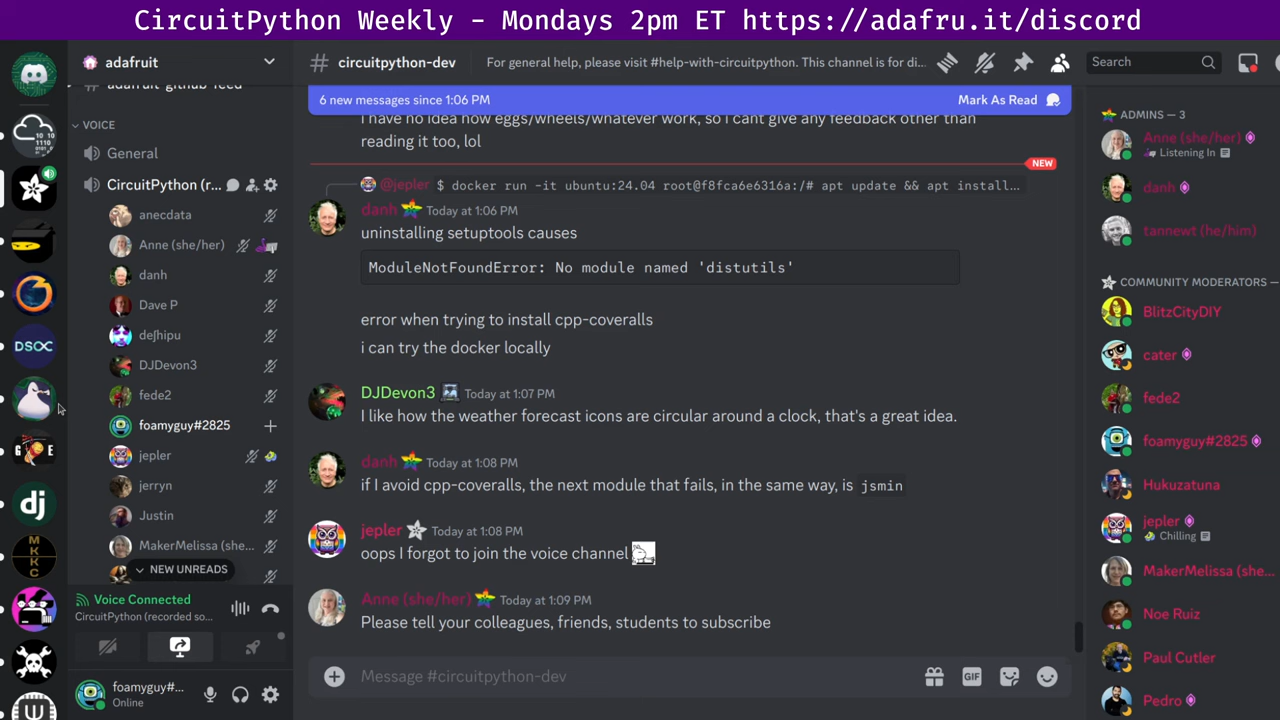 CircuitPython Weekly - Mondays 2pm ET https://adafru.it/discord
adafruit
adafruit-github-feed
VOICE
General
CircuitPython (r...
anecdata
Anne (she/her)
danh
Dave P
deʃhipu
DJDevon3
fede2
foamyguy#2825
jepler
jerryn
Justin
MakerMelissa (she...
NEW UNREADS
Voice Connected
CircuitPython (recorded so...
foamyguy#...
Online
DSOC
dj
MK
KC
# circuitpython-dev
For general help, please visit #help-with-circuitpython. This channel is for di...
Search
6 new messages since 1:06 PM
Mark As Read
I have no idea how eggs/wheels/whatever work, so i cant give any feedback other than
reading it too, lol
NEW
@jepler $ docker run -it ubuntu:24.04 root@f8fca6e6316a:/# apt update && apt install...
danh Today at 1:06 PM
uninstalling setuptools causes
ModuleNotFoundError: No module named 'distutils'
error when trying to install cpp-coveralls
i can try the docker locally
DJDevon3 Today at 1:07 PM
I like how the weather forecast icons are circular around a clock, that's a great idea.
danh Today at 1:08 PM
if I avoid cpp-coveralls, the next module that fails, in the same way, is jsmin
jepler Today at 1:08 PM
oops I forgot to join the voice channel
Anne (she/her) Today at 1:09 PM
Please tell your colleagues, friends, students to subscribe
Message #circuitpython-dev
GIF
ADMINS — 3
Anne (she/her)
Listening In
danh
tannewt (he/him)
COMMUNITY MODERATORS —
BlitzCityDIY
cater
fede2
foamyguy#2825
Hukuzatuna
jepler
Chilling
MakerMelissa (she...
Noe Ruiz
Paul Cutler
Pedro